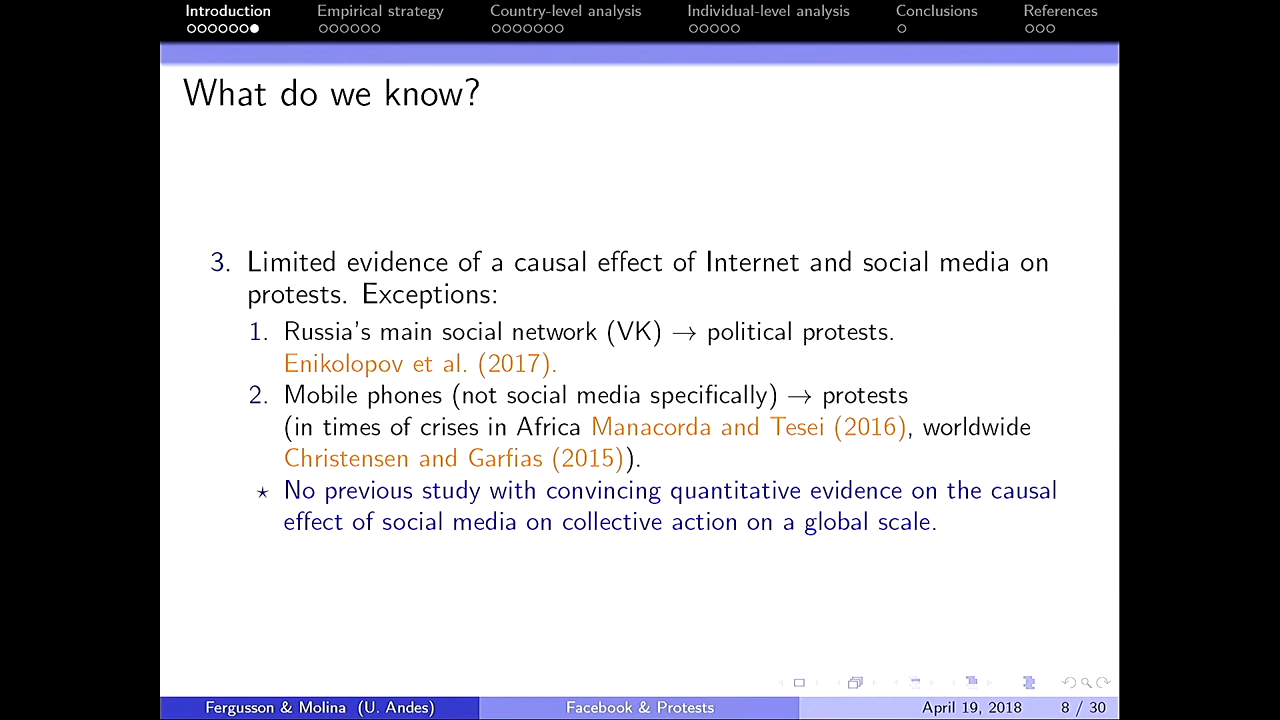 Introduction Empirical strategy Country-level analysis Individual-level analysis Conclusions References
What do we know?
3. Limited evidence of a causal effect of Internet and social media on
protests. Exceptions:
1. Russia's main social network (VK) → political protests.
Enikolopov et al. (2017).
2. Mobile phones (not social media specifically) → protests
(in times of crises in Africa Manacorda and Tesei (2016), worldwide
Christensen and Garfias (2015)).
⋆ No previous study with convincing quantitative evidence on the causal
effect of social media on collective action on a global scale.
Fergusson & Molina (U. Andes) Facebook & Protests April 19, 2018 8 / 30